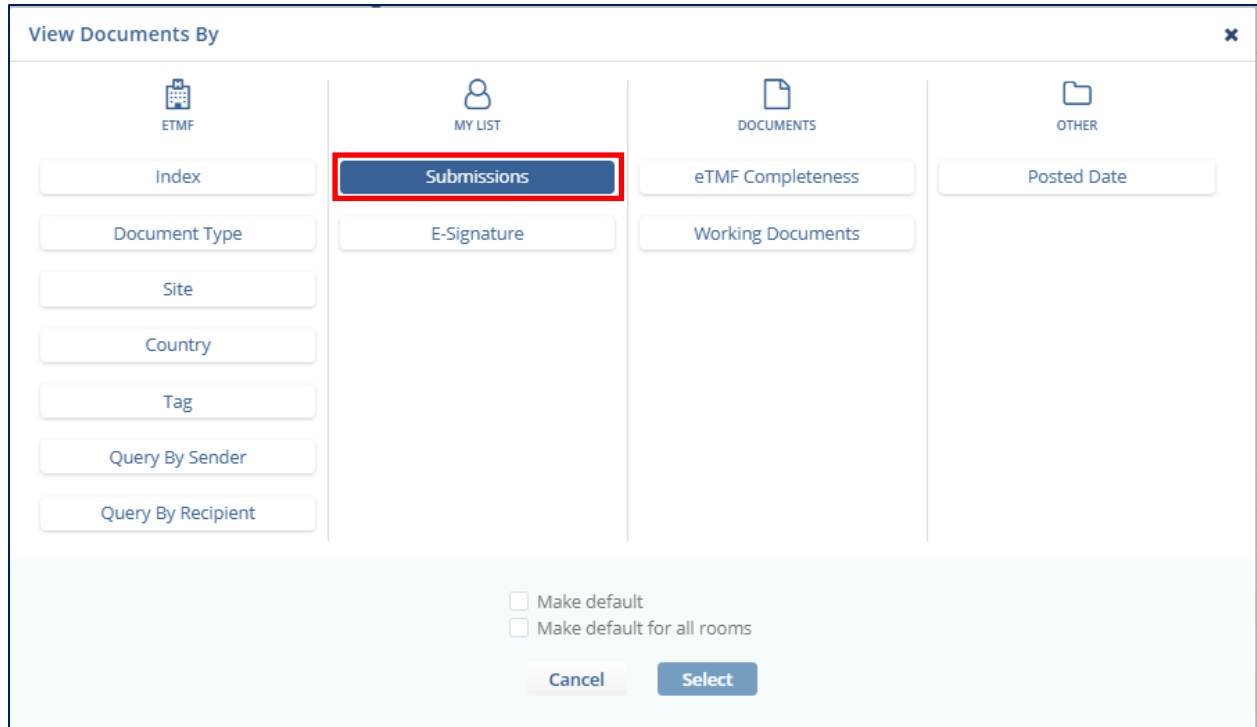 View Documents By
ETMF
Index
Document Type
Site
Country
Tag
Query By Sender
Query By Recipient
MY LIST
Submissions
E-Signature
DOCUMENTS
eTMF Completeness
Working Documents
OTHER
Posted Date
Make default
Make default for all rooms
Cancel
Select